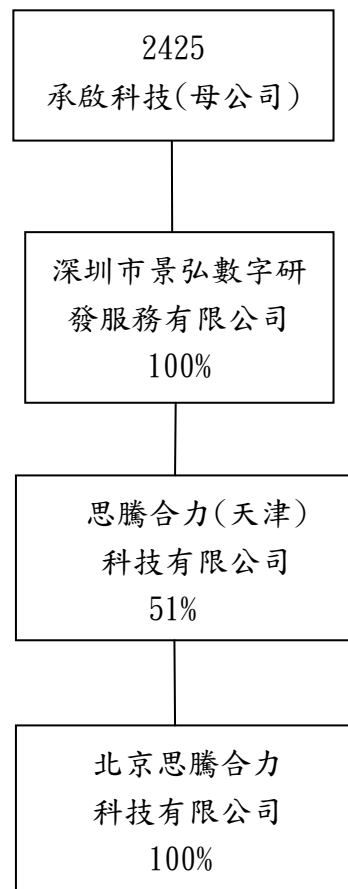 2425
承啟科技(母公司)
深圳市景弘數字研
發服務有限公司
100%
思騰合力(天津)
科技有限公司
51%
北京思騰合力
科技有限公司
100%